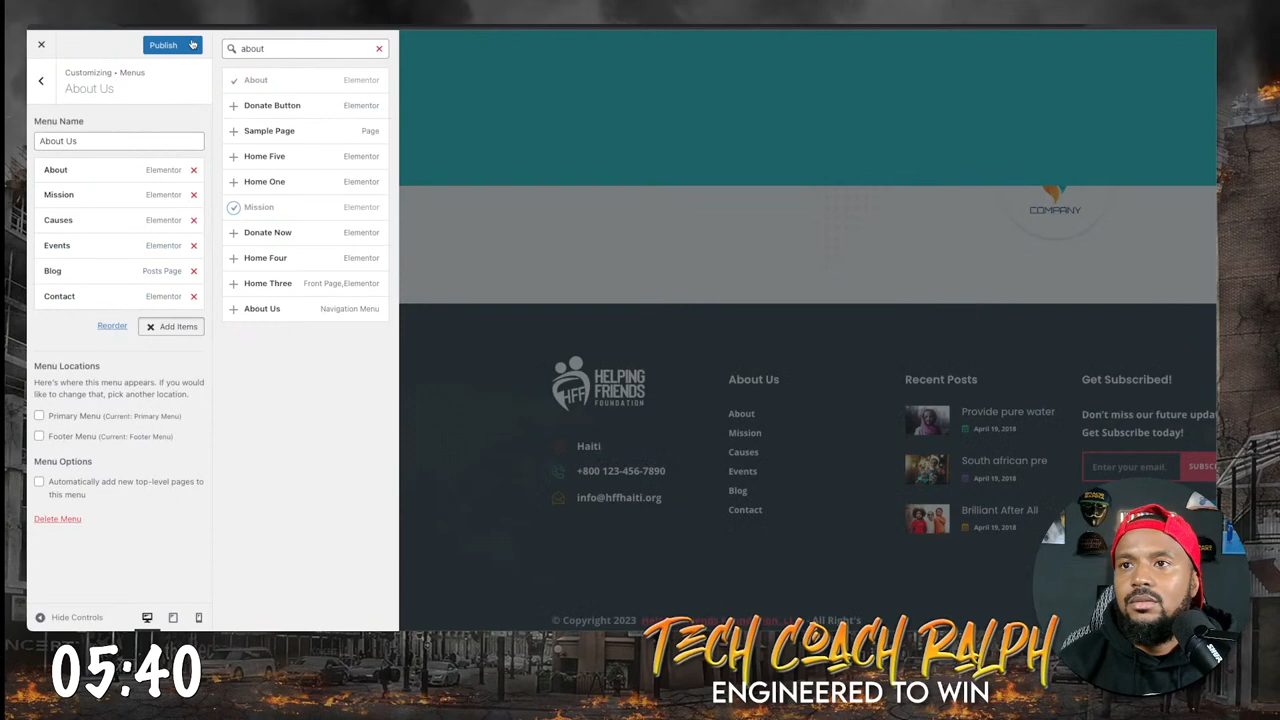 Publish
Customizing • Menus
About Us
Menu Name
About Us
About Elementor
Mission Elementor
Causes Elementor
Events Elementor
Blog Posts Page
Contact Elementor
Reorder
Add Items
Menu Locations
Here's where this menu appears. If you
would like to change that, pick another location.
Primary Menu (Current: Primary Menu)
Footer Menu (Current: Footer Menu)
Menu Options
Automatically add new top-level pages to
this menu
Delete Menu
Hide Controls
about
About Elementor
Donate Button Elementor
Sample Page Page
Home Five Elementor
Home One Elementor
Mission Elementor
Donate Now Elementor
Home Four Elementor
Home Three Front Page,Elementor
About Us Navigation Menu
COMPANY
HFF
HELPING
FRIENDS
FOUNDATION
Haiti
+800 123-456-7890
info@hffhaiti.org
About Us
About
Mission
Causes
Events
Blog
Contact
Recent Posts
Provide pure water
April 19, 2018
South african pre
April 19, 2018
Brilliant After All
April 19, 2018
Get Subscribed!
Don't miss our future upda
Get Subscribe today!
Enter your email.
SUBSC
© Copyright 2023
All Right's
05:40
TECH COACH RALPH
ENGINEERED TO WIN